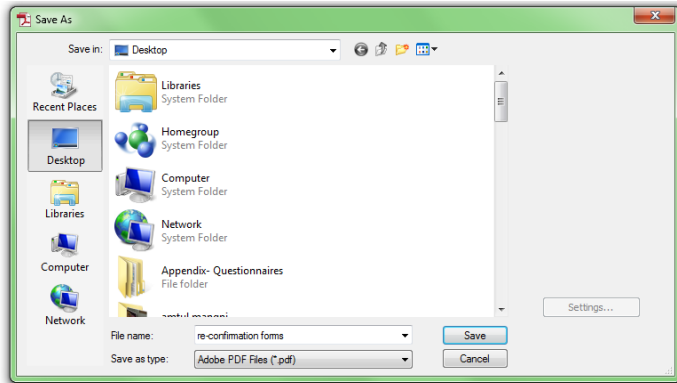 Save As
Save in: Desktop
Recent Places
Desktop
Libraries
Computer
Network
Libraries
System Folder
Homegroup
System Folder
Computer
System Folder
Network
System Folder
Appendix- Questionnaires
File folder
Settings...
File name: re-confirmation forms Save
Save as type: Adobe PDF Files (*.pdf) Cancel